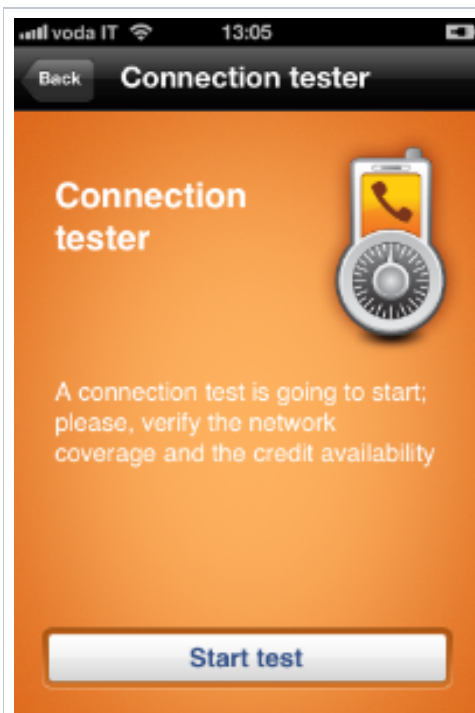 voda IT 13:05
Back Connection tester
Connection
tester
A connection test is going to start;
please, verify the network
coverage and the credit availability
Start test